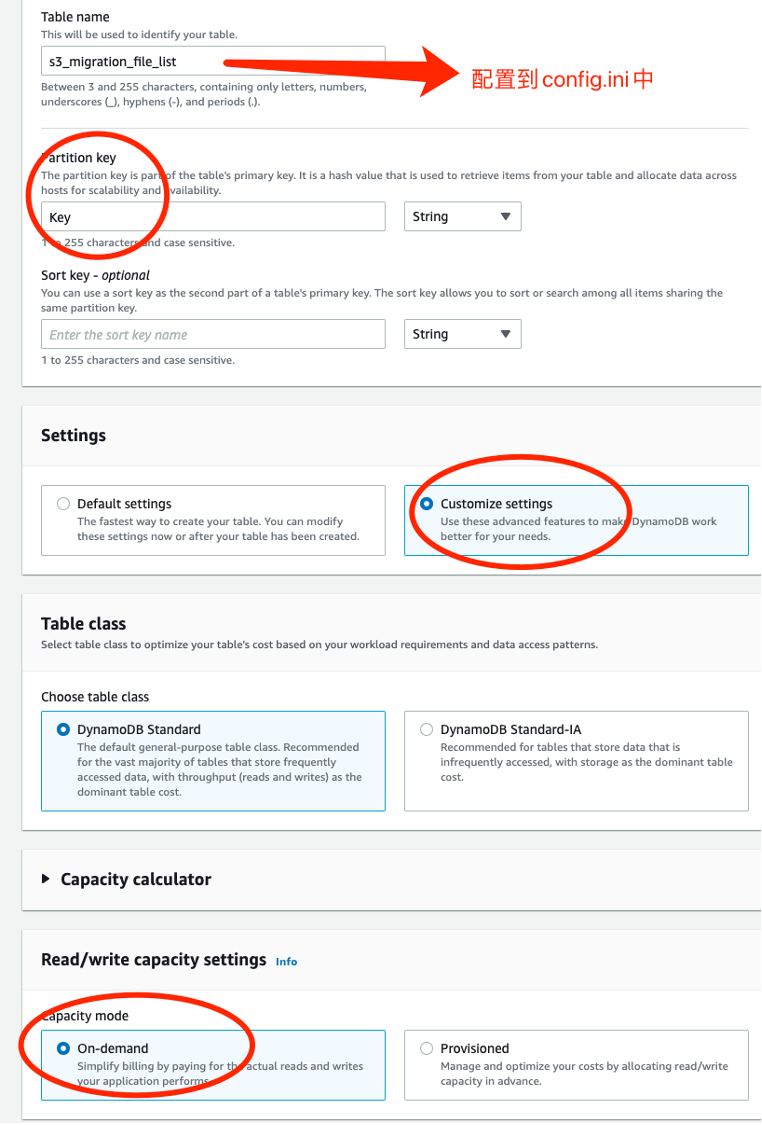 Table name
This will be used to identify your table.
s3_migration_file_list
配置到config.ini中
Between 3 and 255 characters, containing only letters, numbers,
underscores (_), hyphens (-), and periods (.).
Partition key
The partition key is part of the table's primary key. It is a hash value that is used to retrieve items from your table and allocate data across
hosts for scalability and availability.
Key
String
1 to 255 characters and case sensitive.
Sort key - optional
You can use a sort key as the second part of a table's primary key. The sort key allows you to sort or search among all items sharing the
same partition key.
Enter the sort key name
String
1 to 255 characters and case sensitive.
Settings
Default settings
The fastest way to create your table. You can modify
these settings now or after your table has been created.
Customize settings
Use these advanced features to make DynamoDB work
better for your needs.
Table class
Select table class to optimize your table's cost based on your workload requirements and data access patterns.
Choose table class
DynamoDB Standard
The default general-purpose table class. Recommended
for the vast majority of tables that store frequently
accessed data, with throughput (reads and writes) as the
dominant table cost.
DynamoDB Standard-IA
Recommended for tables that store data that is
infrequently accessed, with storage as the dominant table
cost.
Capacity calculator
Read/write capacity settings Info
Capacity mode
On-demand
Simplify billing by paying for the actual reads and writes
your application performs.
Provisioned
Manage and optimize your costs by allocating read/write
capacity in advance.